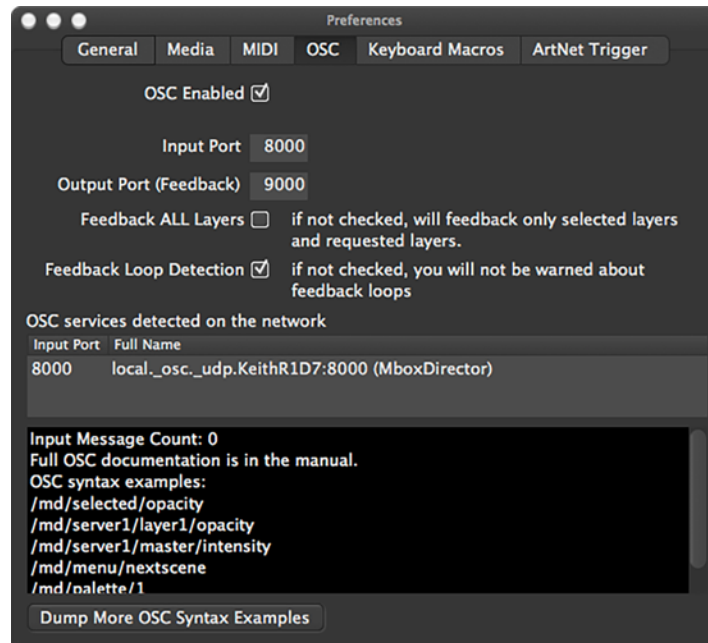 Preferences
General Media MIDI OSC Keyboard Macros ArtNet Trigger
OSC Enabled
Input Port 8000
Output Port (Feedback) 9000
Feedback ALL Layers if not checked, will feedback only selected layers
and requested layers.
Feedback Loop Detection if not checked, you will not be warned about
feedback loops
OSC services detected on the network
Input Port Full Name
8000 local._osc._udp.KeithR1D7:8000 (MboxDirector)
Input Message Count: 0
Full OSC documentation is in the manual.
OSC syntax examples:
/md/selected/opacity
/md/server1/layer1/opacity
/md/server1/master/intensity
/md/menu/nextscene
/md/palette/1
Dump More OSC Syntax Examples